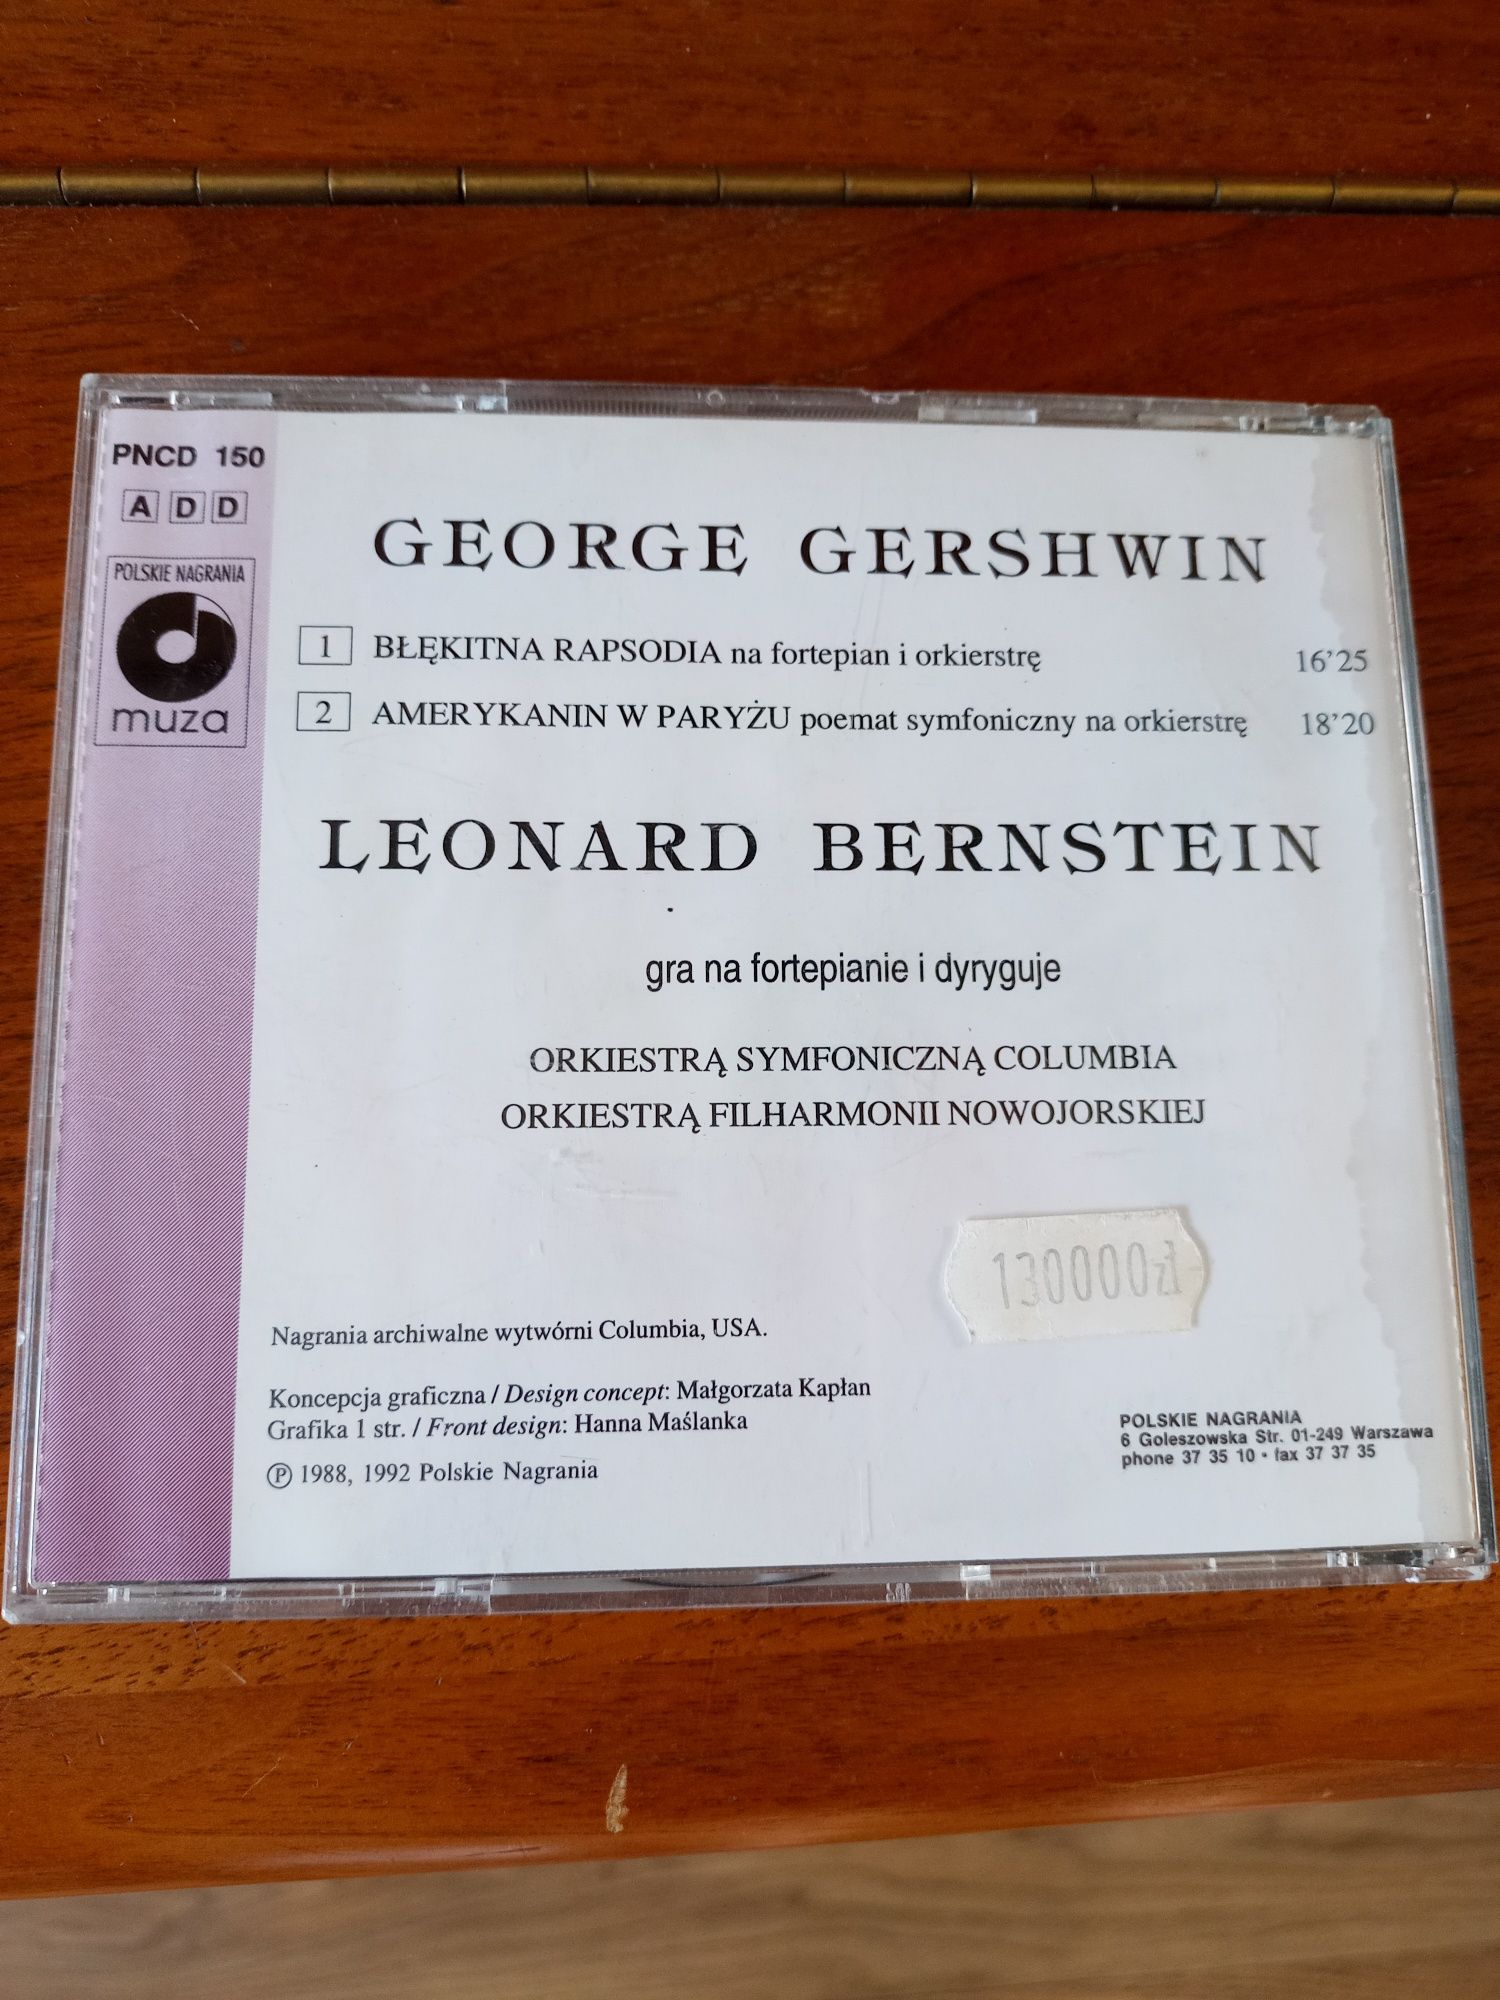 PNCD 150
A D D
POLSKIE NAGRANIA
muza
GEORGE GERSHWIN
1 BŁĘKITNA RAPSODIA na fortepian i orkierstrę 16’25
2 AMERYKANIN W PARYŻU poemat symfoniczny na orkierstrę 18’20
LEONARD BERNSTEIN
gra na fortepianie i dyryguje
ORKIESTRĄ SYMFONICZNĄ COLUMBIA
ORKIESTRĄ FILHARMONII NOWOJORSKIEJ
130000zł
Nagrania archiwalne wytwórni Columbia, USA.
Koncepcja graficzna / Design concept: Małgorzata Kapłan
Grafika 1 str. / Front design: Hanna Maślanka
Ⓟ 1988, 1992 Polskie Nagrania
POLSKIE NAGRANIA
6 Goleszowska Str. 01-249 Warszawa
phone 37 35 10 • fax 37 37 35